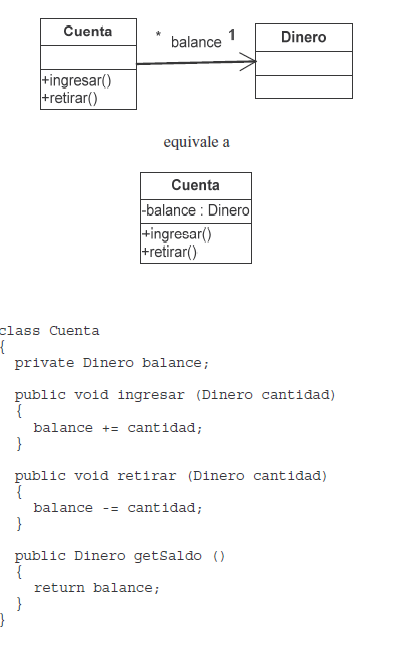 Cuenta
* balance 1
Dinero
+ingresar()
+retirar()
equivale a
Cuenta
-balance : Dinero
+ingresar()
+retirar()
class Cuenta
{
private Dinero balance;
public void ingresar (Dinero cantidad)
{
balance += cantidad;
}
public void retirar (Dinero cantidad)
{
balance -= cantidad;
}
public Dinero getSaldo ()
{
return balance;
}
}